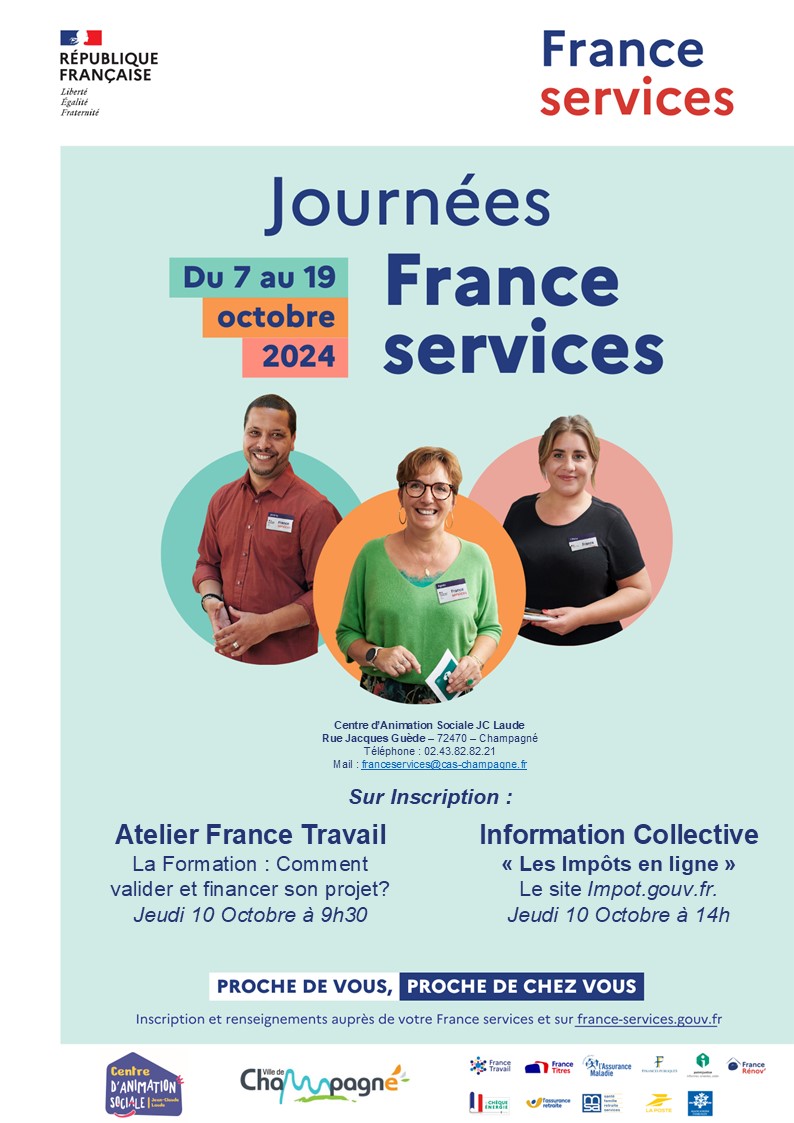 RÉPUBLIQUE
FRANÇAISE
Liberté
Égalité
Fraternité
France
services
Journées
Du 7 au 19
octobre
2024
France
services
Centre d'Animation Sociale JC Laude
Rue Jacques Guède – 72470 – Champagné
Téléphone : 02.43.82.82.21
Mail : franceservices@cas-champagne.fr
Sur Inscription :
Atelier France Travail
La Formation : Comment
valider et financer son projet?
Jeudi 10 Octobre à 9h30
Information Collective
« Les Impôts en ligne »
Le site Impot.gouv.fr.
Jeudi 10 Octobre à 14h
PROCHE DE VOUS, PROCHE DE CHEZ VOUS
Inscription et renseignements auprès de votre France services et sur france-services.gouv.fr
Centre
D'ANIMATION
SOCIALE
Jean-Claude
Laude
Ville de
Champagné
France
Travail
France
Titres
l'Assurance
Maladie
FINANCES PUBLIQUES
France
Rénov'
CHÈQUE
ÉNERGIE
l'assurance
retraite
msa
santé
famille
retraite
services
LA POSTE